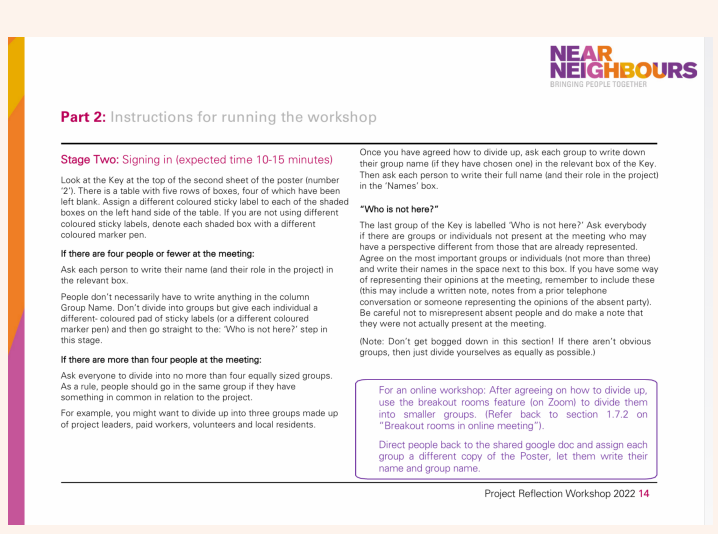 NEAR
NEIGHBOURS
BRINGING PEOPLE TOGETHER
Part 2: Instructions for running the workshop
Stage Two: Signing in (expected time 10-15 minutes)
Look at the Key at the top of the second sheet of the poster (number
‘2’). There is a table with five rows of boxes, four of which have been
left blank. Assign a different coloured sticky label to each of the shaded
boxes on the left hand side of the table. If you are not using different
coloured sticky labels, denote each shaded box with a different
coloured marker pen.
If there are four people or fewer at the meeting:
Ask each person to write their name (and their role in the project) in
the relevant box.
People don’t necessarily have to write anything in the column
Group Name. Don’t divide into groups but give each individual a
different- coloured pad of sticky labels (or a different coloured
marker pen) and then go straight to the: ‘Who is not here?’ step in
this stage.
If there are more than four people at the meeting:
Ask everyone to divide into no more than four equally sized groups.
As a rule, people should go in the same group if they have
something in common in relation to the project.
For example, you might want to divide up into three groups made up
of project leaders, paid workers, volunteers and local residents.
Once you have agreed how to divide up, ask each group to write down
their group name (if they have chosen one) in the relevant box of the Key.
Then ask each person to write their full name (and their role in the project)
in the ‘Names’ box.
“Who is not here?”
The last group of the Key is labelled ‘Who is not here?’ Ask everybody
if there are groups or individuals not present at the meeting who may
have a perspective different from those that are already represented.
Agree on the most important groups or individuals (not more than three)
and write their names in the space next to this box. If you have some way
of representing their opinions at the meeting, remember to include these
(this may include a written note, notes from a prior telephone
conversation or someone representing the opinions of the absent party).
Be careful not to misrepresent absent people and do make a note that
they were not actually present at the meeting.
(Note: Don’t get bogged down in this section! If there aren’t obvious
groups, then just divide yourselves as equally as possible.)
For an online workshop: After agreeing on how to divide up,
use the breakout rooms feature (on Zoom) to divide them
into smaller groups. (Refer back to section 1.7.2 on
“Breakout rooms in online meeting”).
Direct people back to the shared google doc and assign each
group a different copy of the Poster, let them write their
name and group name.
Project Reflection Workshop 2022 14